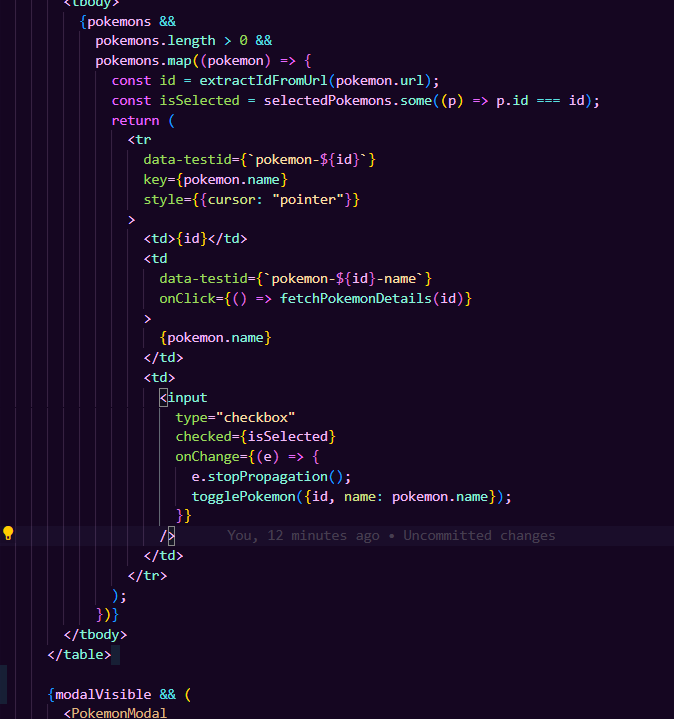 <tbody>
{pokemons &&
pokemons.length > 0 &&
pokemons.map((pokemon) => {
const id = extractIdFromUrl(pokemon.url);
const isSelected = selectedPokemons.some((p) => p.id === id);
return (
<tr
data-testid={`pokemon-${id}`}
key={pokemon.name}
style={{cursor: "pointer"}}
>
<td>{id}</td>
<td
data-testid={`pokemon-${id}-name`}
onClick={() => fetchPokemonDetails(id)}
>
{pokemon.name}
</td>
<td>
<input
type="checkbox"
checked={isSelected}
onChange={(e) => {
e.stopPropagation();
togglePokemon({id, name: pokemon.name});
}}
/> You, 12 minutes ago • Uncommitted changes
</td>
</tr>
);
})}
</tbody>
</table>
{modalVisible && (
<PokemonModal